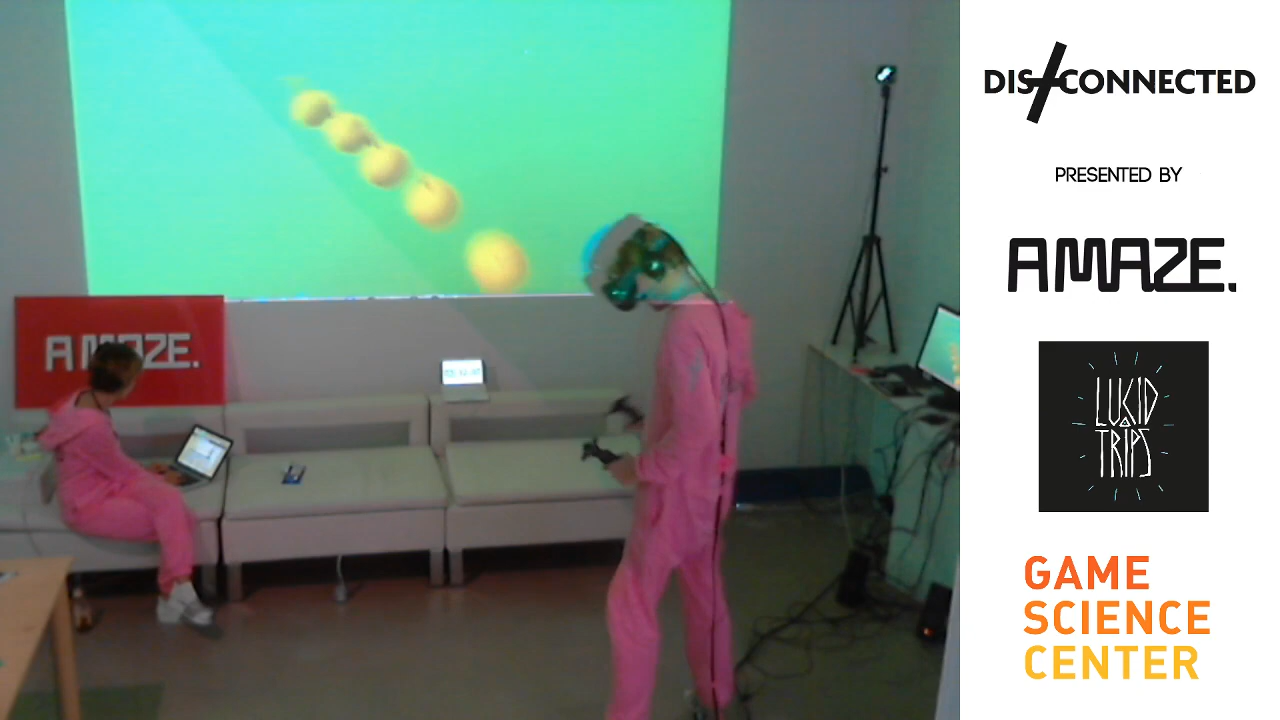 A MAZE.
DIS/CONNECTED
PRESENTED BY
A MAZE.
LUCID
TRIPS
GAME
SCIENCE
CENTER